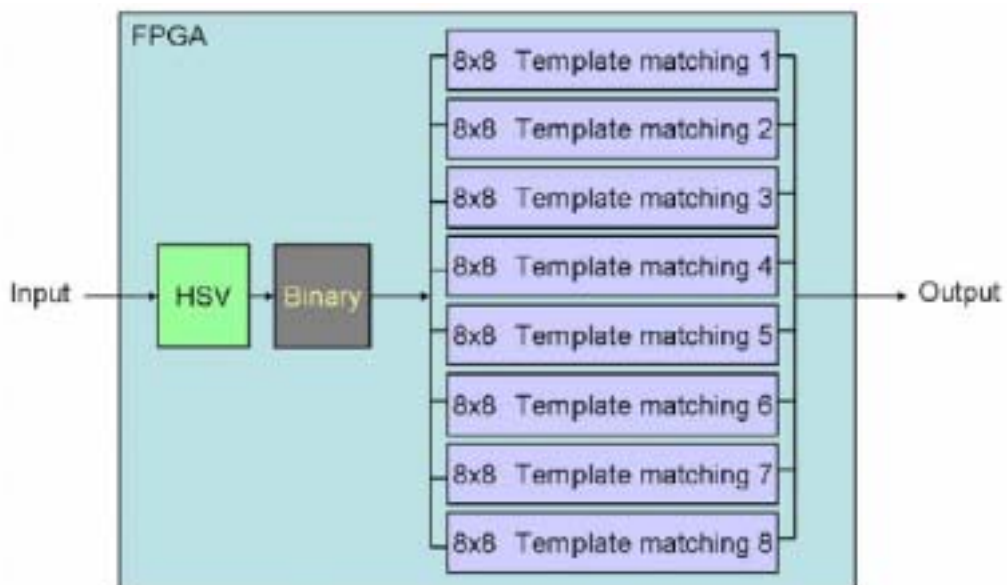 FPGA
8x8 Template matching 1
8x8 Template matching 2
8x8 Template matching 3
8x8 Template matching 4
8x8 Template matching 5
8x8 Template matching 6
8x8 Template matching 7
8x8 Template matching 8
Input
HSV
Binary
Output